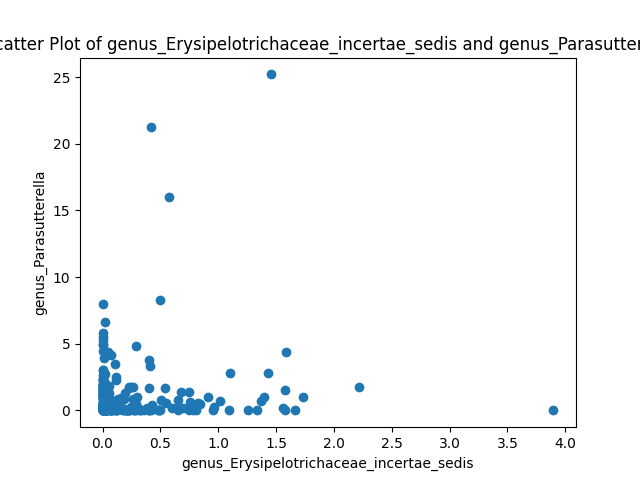 catter Plot of genus_Erysipelotrichaceae_incertae_sedis and genus_Parasutter
25
20
15
10
5
0
genus_Parasutterella
0.0 0.5 1.0 1.5 2.0 2.5 3.0 3.5 4.0
genus_Erysipelotrichaceae_incertae_sedis